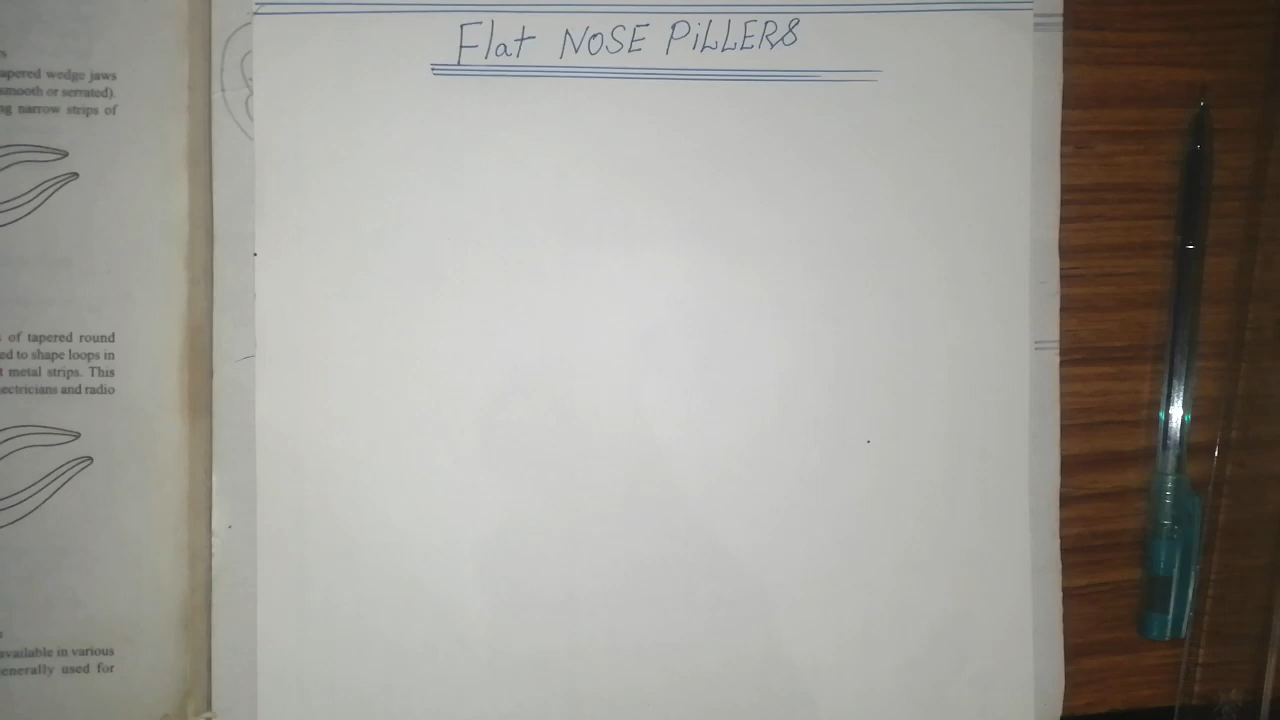 Flat NOSE PiLLERS
apered wedge jaws
smooth or serrated).
ng narrow strips of
of tapered round
ed to shape loops in
t metal strips. This
ectricians and radio
available in various
enerally used for